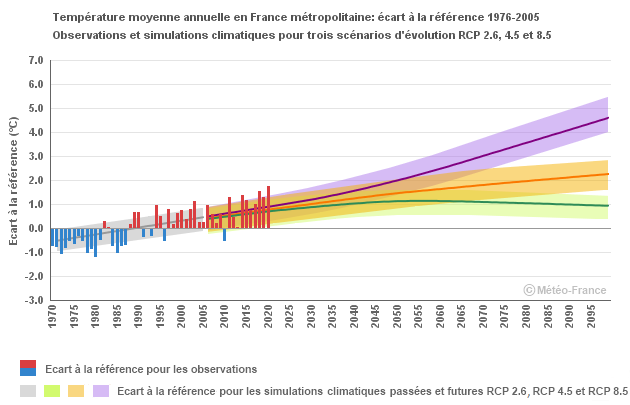 Température moyenne annuelle en France métropolitaine: écart à la référence 1976-2005
Observations et simulations climatiques pour trois scénarios d'évolution RCP 2.6, 4.5 et 8.5
Ecart à la référence (°C)
7.0
6.0
5.0
4.0
3.0
2.0
1.0
0.0
-1.0
-2.0
-3.0
© Météo-France
1970 1975 1980 1985 1990 1995 2000 2005 2010 2015 2020 2025 2030 2035 2040 2045 2050 2055 2060 2065 2070 2075 2080 2085 2090 2095
Ecart à la référence pour les observations
Ecart à la référence pour les simulations climatiques passées et futures RCP 2.6, RCP 4.5 et RCP 8.5